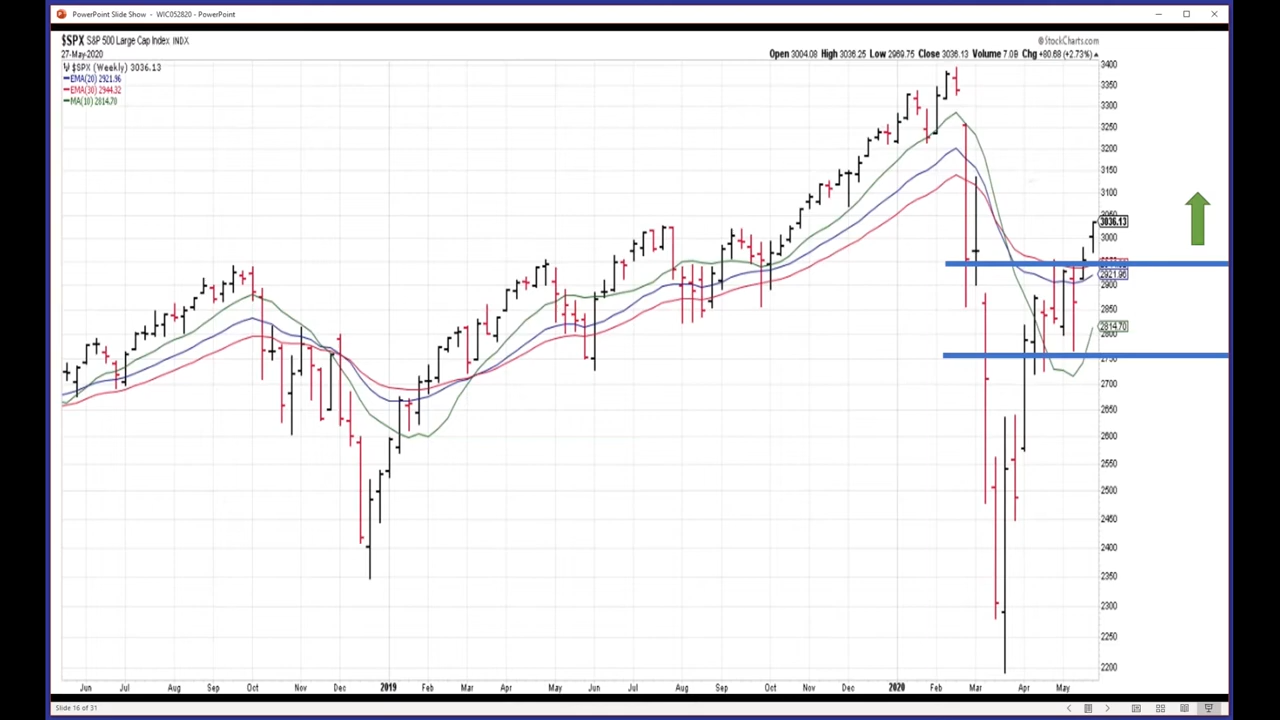 PowerPoint Slide Show - WIC052820 - PowerPoint
$SPX S&P 500 Large Cap Index INDX
©StockCharts.com
27-May-2020
Open 3004.08 High 3036.25 Low 2969.75 Close 3036.13 Volume 7.0B Chg +80.68 (+2.73%)
$SPX (Weekly) 3036.13
EMA(20) 2921.96
EMA(30) 2944.32
MA(10) 2814.70
3400
3350
3300
3250
3200
3150
3100
3050
3036.13
3000
2921.96
2900
2850
2814.70
2800
2750
2700
2650
2600
2550
2500
2450
2400
2350
2300
2250
2200
Jun Jul Aug Sep Oct Nov Dec 2019 Feb Mar Apr May Jun Jul Aug Sep Oct Nov Dec 2020 Feb Mar Apr May
Slide 16 of 31